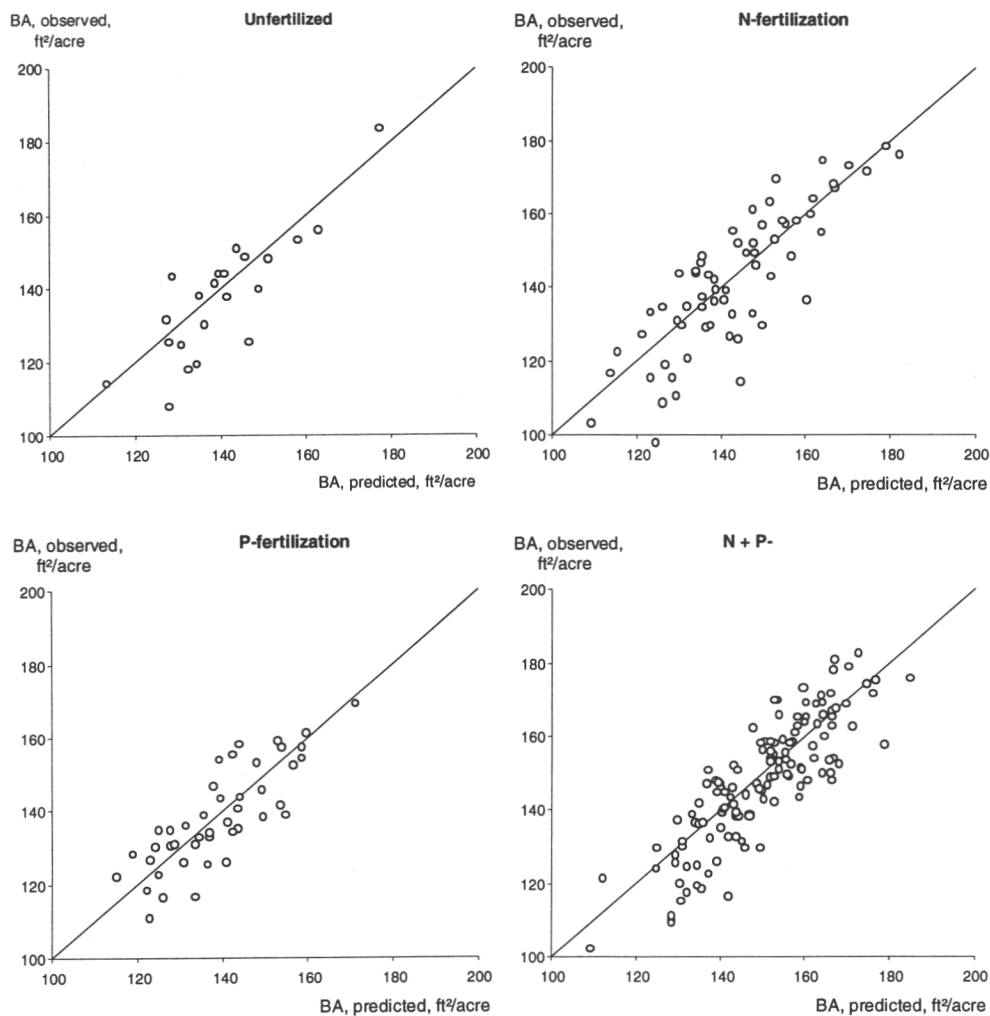 BA, observed,
ft²/acre
Unfertilized
200
180
160
140
120
100
100 120 140 160 180 200
BA, predicted, ft²/acre
BA, observed,
ft²/acre
N-fertilization
200
180
160
140
120
100
100 120 140 160 180 200
BA, predicted, ft²/acre
BA, observed,
ft²/acre
P-fertilization
200
180
160
140
120
100
100 120 140 160 180 200
BA, predicted, ft²/acre
BA, observed,
ft²/acre
N + P-
200
180
160
140
120
100
100 120 140 160 180 200
BA, predicted, ft²/acre